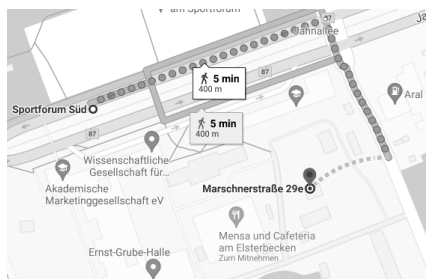 am Sportforum
87
Jahnallee
5 min
400 m
87
Aral
Sportforum Süd
5 min
400 m
87
Wissenschaftliche
Gesellschaft für...
Akademische
Marketinggesellschaft eV
Marschnerstraße 29e
Mensa und Cafeteria
am Elsterbecken
Zum Mitnehmen
Ernst-Grube-Halle